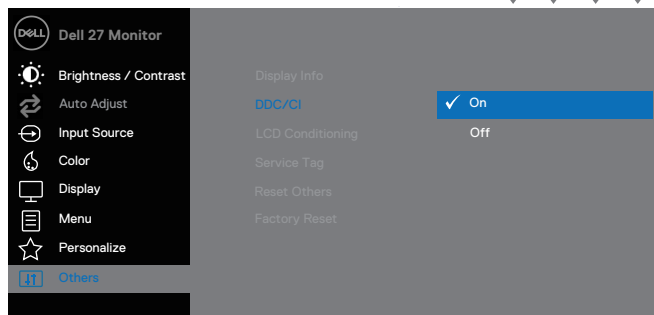 DELL
Dell 27 Monitor
Brightness / Contrast
Auto Adjust
Input Source
Color
Display
Menu
Personalize
Others
Display Info
DDC/CI
LCD Conditioning
Service Tag
Reset Others
Factory Reset
On
Off